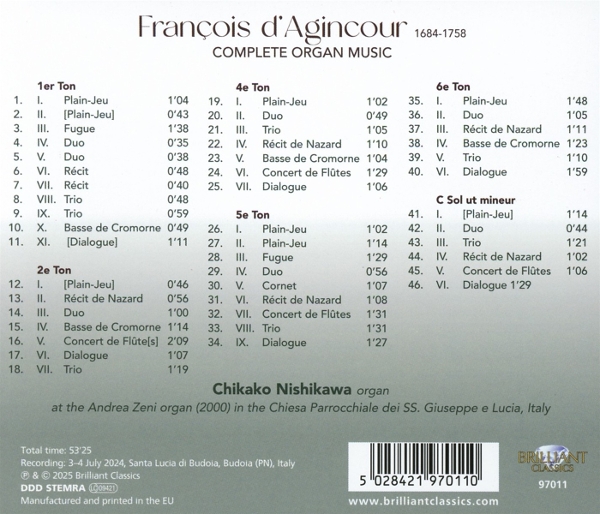 François d'Agincour 1684-1758
COMPLETE ORGAN MUSIC
1er Ton
1. I. Plain-Jeu 1'04
2. II. [Plain-Jeu] 0'43
3. III. Fugue 1'38
4. IV. Duo 0'35
5. V. Duo 0'38
6. VI. Récit 0'48
7. VII. Récit 0'40
8. VIII. Trio 0'48
9. IX. Trio 0'59
10. X. Basse de Cromorne 0'49
11. XI. [Dialogue] 1'11
2e Ton
12. I. [Plain-Jeu] 0'46
13. II. Récit de Nazard 0'56
14. III. Duo 1'00
15. IV. Basse de Cromorne 1'14
16. V. Concert de Flûte[s] 2'09
17. VI. Dialogue 1'07
18. VII. Trio 1'19
4e Ton
19. I. Plain-Jeu 1'02
20. II. Duo 0'49
21. III. Trio 1'05
22. IV. Récit de Nazard 1'10
23. V. Basse de Cromorne 1'04
24. VI. Concert de Flûtes 1'29
25. VII. Dialogue 1'06
5e Ton
26. I. Plain-Jeu 1'02
27. II. Plain-Jeu 1'14
28. III. Fugue 1'29
29. IV. Duo 0'56
30. V. Cornet 1'07
31. VI. Récit de Nazard 1'08
32. VII. Concert de Flûtes 1'31
33. VIII. Trio 1'31
34. IX. Dialogue 1'27
6e Ton
35. I. Plain-Jeu 1'48
36. II. Duo 1'05
37. III. Récit de Nazard 1'11
38. IV. Basse de Cromorne 1'23
39. V. Trio 1'10
40. VI. Dialogue 1'59
C Sol ut mineur
41. I. [Plain-Jeu] 1'14
42. II. Duo 0'44
43. III. Trio 1'21
44. IV. Récit de Nazard 1'02
45. V. Concert de Flûtes 1'06
46. VI. Dialogue 1'29
Chikako Nishikawa organ
at the Andrea Zeni organ (2000) in the Chiesa Parrocchiale dei SS. Giuseppe e Lucia, Italy
Total time: 53'25
Recording: 3-4 July 2024, Santa Lucia di Budoia, Budoia (PN), Italy
℗ & © 2025 Brilliant Classics
DDD STEMRA LC09421
Manufactured and printed in the EU
5 028421 970110
www.brilliantclassics.com
BRILLIANT
CLASSICS
97011